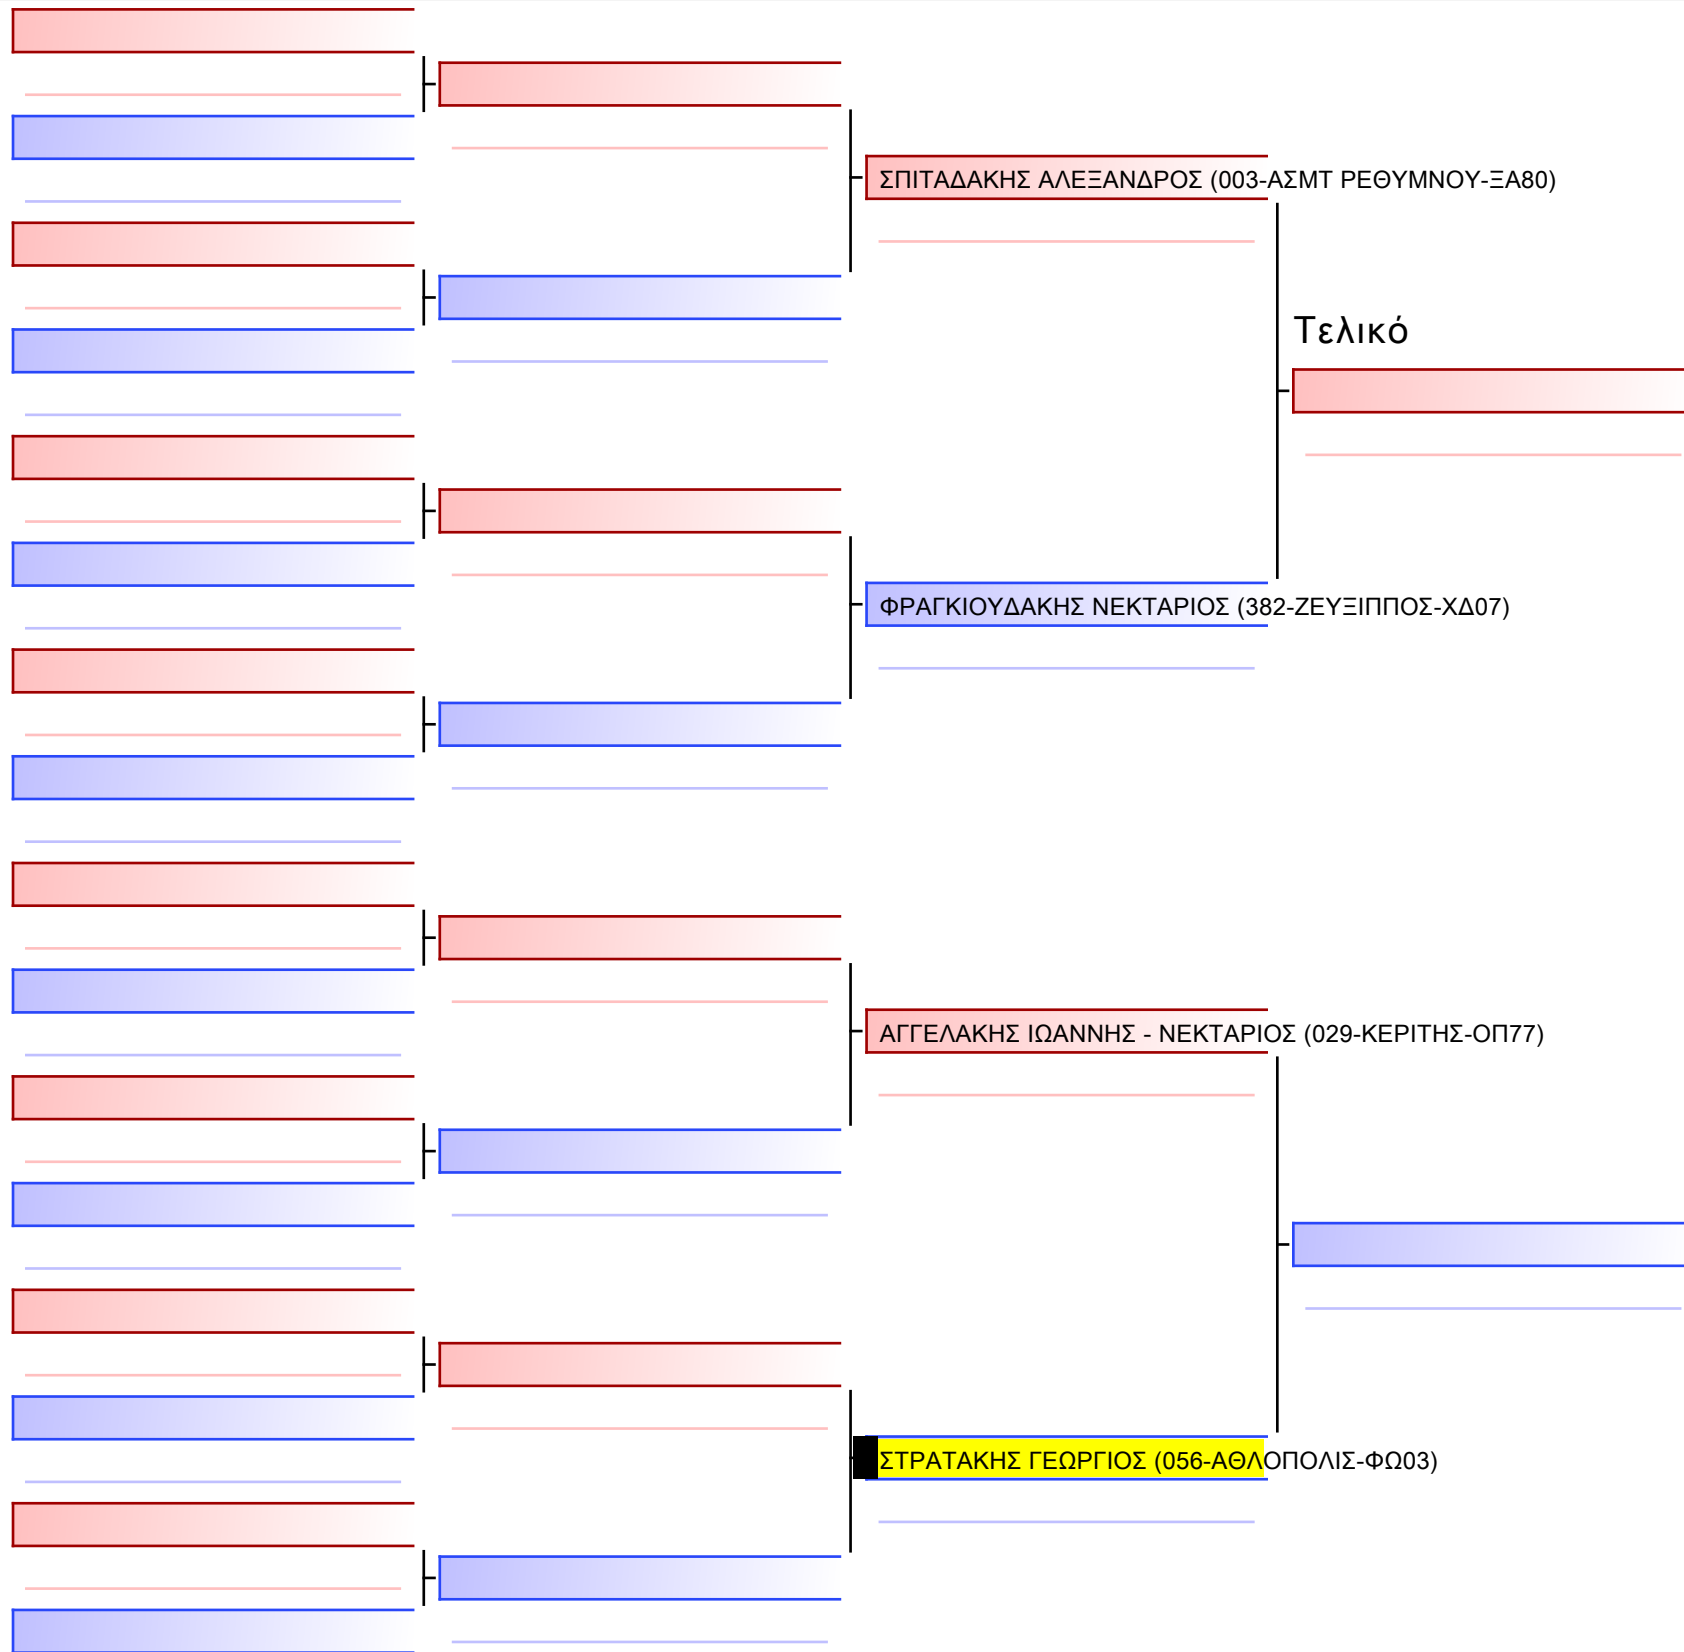 ΣΠΙΤΑΔΑΚΗΣ ΑΛΕΞΑΝΔΡΟΣ (003-ΑΣΜΤ ΡΕΘΥΜΝΟΥ-ΞΑ80)
Τελικό
ΦΡΑΓΚΙΟΥΔΑΚΗΣ ΝΕΚΤΑΡΙΟΣ (382-ΖΕΥΞΙΠΠΟΣ-ΧΔ07)
ΑΓΓΕΛΑΚΗΣ ΙΩΑΝΝΗΣ - ΝΕΚΤΑΡΙΟΣ (029-ΚΕΡΙΤΗΣ-ΟΠ77)
ΣΤΡΑΤΑΚΗΣ ΓΕΩΡΓΙΟΣ (056-ΑΘΛΟΠΟΛΙΣ-ΦΩ03)